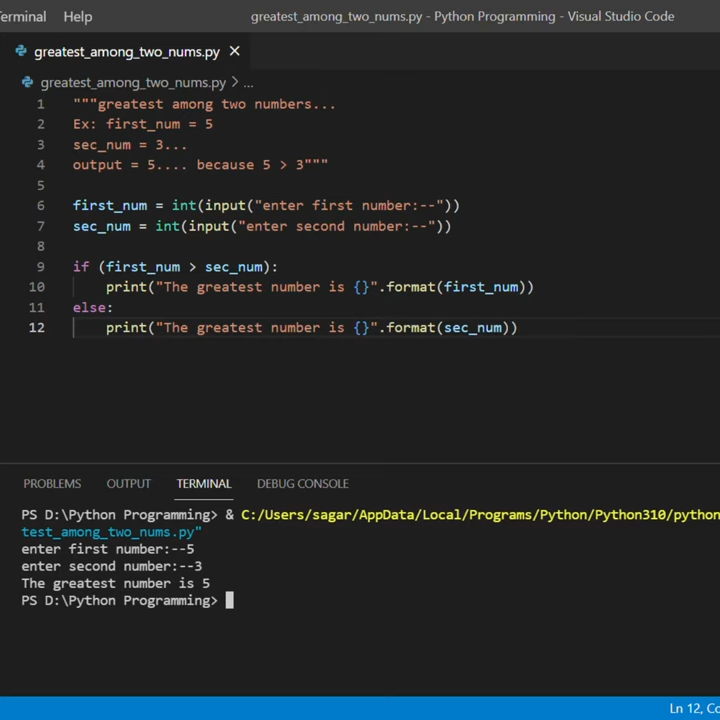 Terminal Help greatest_among_two_nums.py - Python Programming - Visual Studio Code
greatest_among_two_nums.py ×
greatest_among_two_nums.py > ...
1 """greatest among two numbers...
2 Ex: first_num = 5
3 sec_num = 3...
4 output = 5.... because 5 > 3"""
5
6 first_num = int(input("enter first number:--"))
7 sec_num = int(input("enter second number:--"))
8
9 if (first_num > sec_num):
10     print("The greatest number is {}".format(first_num))
11 else:
12     print("The greatest number is {}".format(sec_num))
PROBLEMS OUTPUT TERMINAL DEBUG CONSOLE
PS D:\Python Programming> & C:/Users/sagar/AppData/Local/Programs/Python/Python310/python
test_among_two_nums.py"
enter first number:--5
enter second number:--3
The greatest number is 5
PS D:\Python Programming>
Ln 12, Co